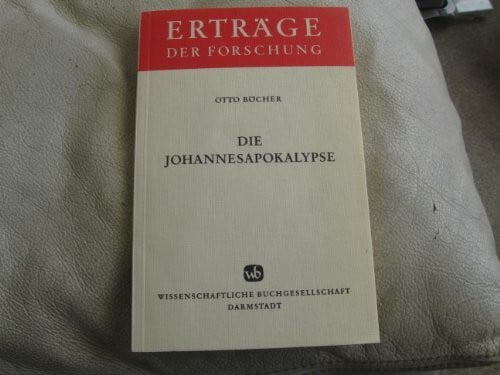 ERTRÄGE
DER FORSCHUNG
OTTO BÖCHER
DIE
JOHANNESAPOKALYPSE
wb
WISSENSCHAFTLICHE BUCHGESELLSCHAFT
DARMSTADT